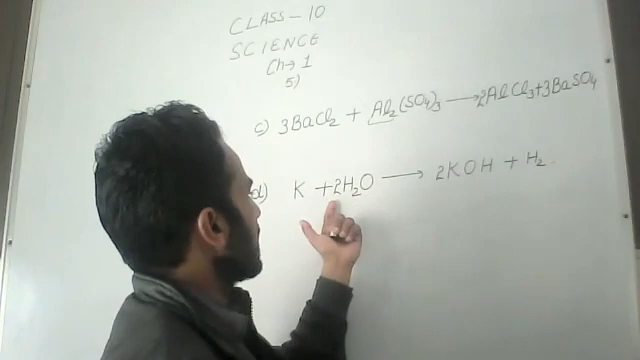 CLASS-10
SCIENCE
Ch→ 1
5)
c) 3BaCl₂ + Al₂(SO₄)₃ → 2AlCl₃+3BaSO₄
d) K +2H₂O → 2KOH + H₂